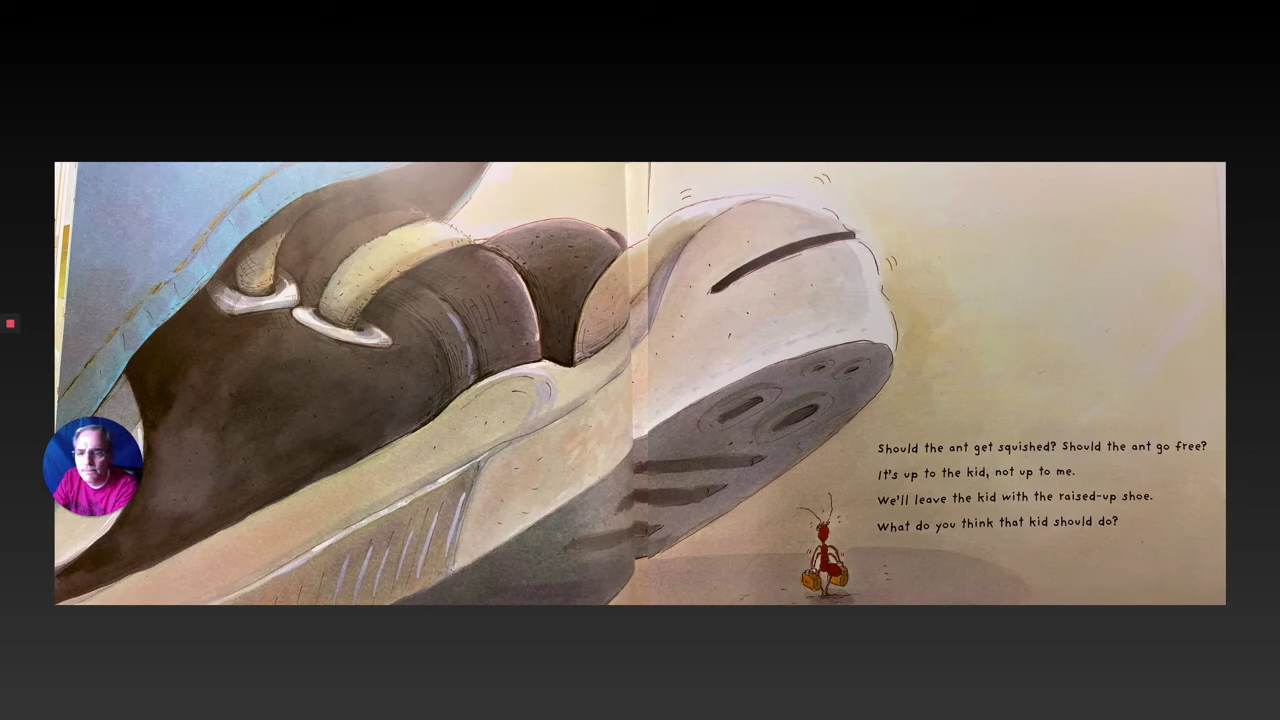 Should the ant get squished? Should the ant go free?
It's up to the kid, not up to me.
We'll leave the kid with the raised-up shoe.
What do you think that kid should do?